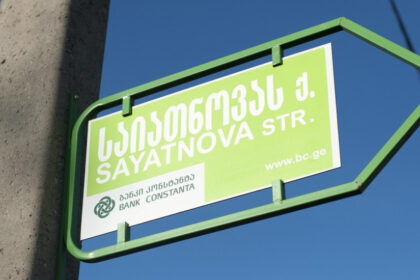 საიათნოვას ქ.
SAYATNOVA STR.
www.bc.ge
ბანკი კონსტანტა
BANK CONSTANTA